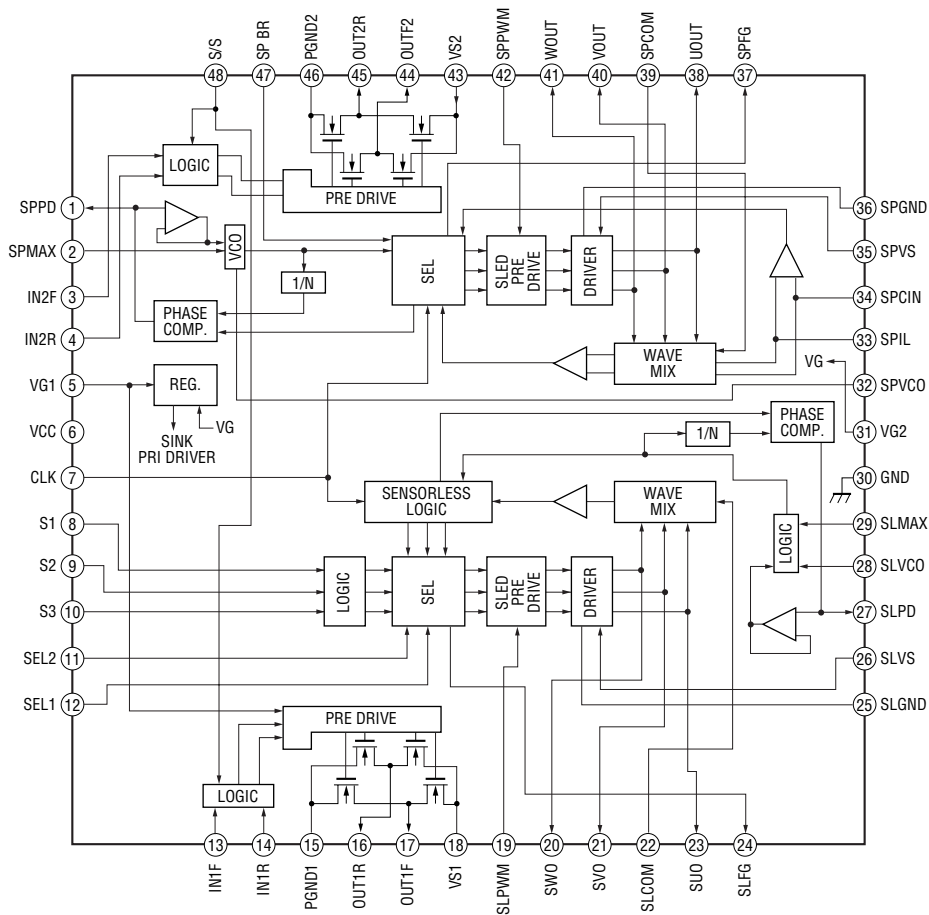 S/S
SP BR
PGND2
OUT2R
OUTF2
VS2
SPPWM
WOUT
VOUT
SPCOM
UOUT
SPFG
48
47
46
45
44
43
42
41
40
39
38
37
LOGIC
PRE DRIVE
SPPD
1
SPMAX
2
IN2F
3
IN2R
4
VG1
5
VCC
6
CLK
7
S1
8
S2
9
S3
10
SEL2
11
SEL1
12
VCO
1/N
PHASE
COMP.
REG.
VG
SINK
PRI DRIVER
SEL
SLED
PRE
DRIVE
DRIVER
WAVE
MIX
36
SPGND
35
SPVS
34
SPCIN
33
SPIL
VG
32
SPVCO
31
VG2
30
GND
29
SLMAX
28
SLVCO
27
SLPD
26
SLVS
25
SLGND
PHASE
COMP.
1/N
SENSORLESS
LOGIC
WAVE
MIX
LOGIC
LOGIC
SEL
SLED
PRE
DRIVE
DRIVER
PRE DRIVE
LOGIC
13
14
15
16
17
18
19
20
21
22
23
24
IN1F
IN1R
PGND1
OUT1R
OUT1F
VS1
SLPWM
SWO
SVO
SLCOM
SUO
SLFG